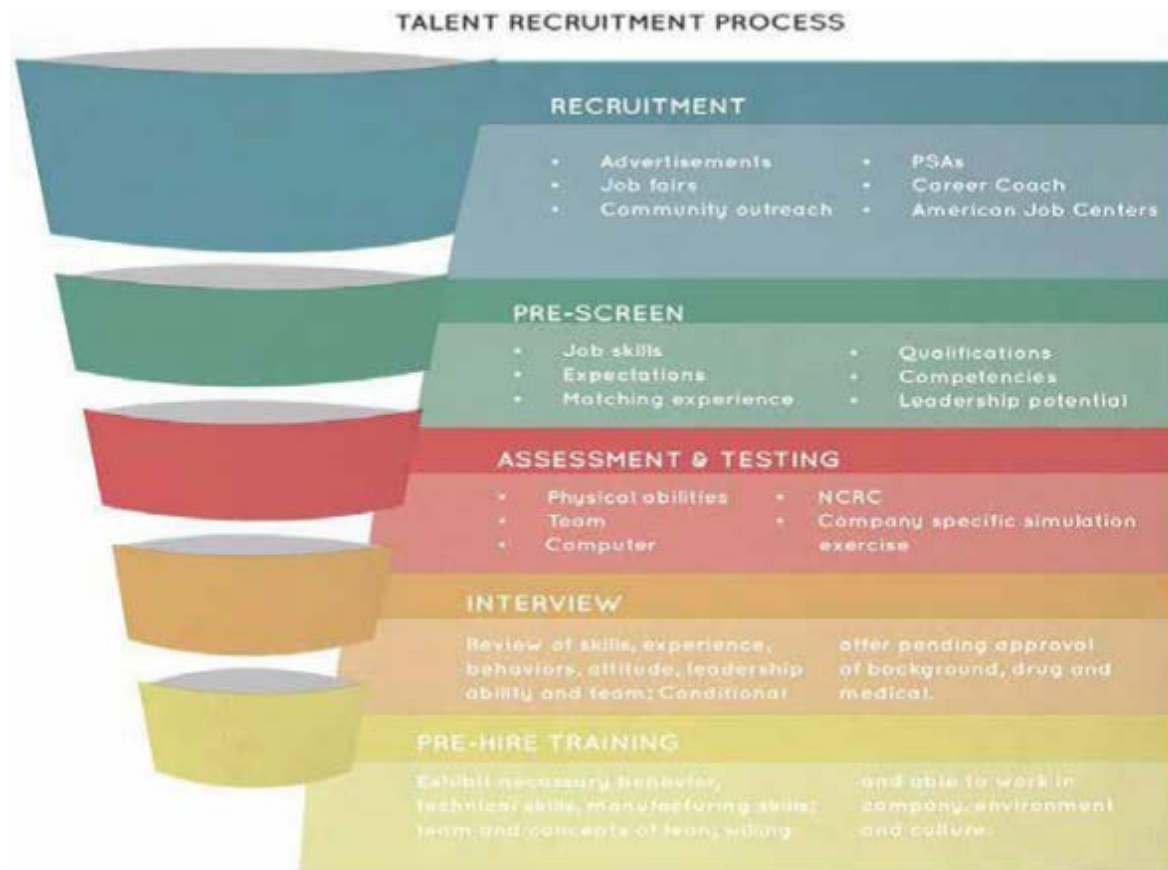 TALENT RECRUITMENT PROCESS
RECRUITMENT
• Advertisements
• Job fairs
• Community outreach
• PSAs
• Career Coach
• American Job Centers
PRE-SCREEN
• Job skills
• Expectations
• Matching experience
• Qualifications
• Competencies
• Leadership potential
ASSESSMENT & TESTING
• Physical abilities
• Team
• Computer
• NCRC
• Company specific simulation
exercise
INTERVIEW
Review of skills, experience,
behaviors, attitude, leadership
ability and team; Conditional
offer pending approval
of background, drug and
medical.
PRE-HIRE TRAINING
Exhibit necessary behavior,
technical skills, manufacturing skills;
team and concepts of lean; willing
and able to work in
company, environment
and culture.